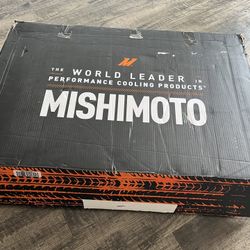 THE WORLD LEADER IN
PERFORMANCE COOLING PRODUCTS
MISHIMOTO